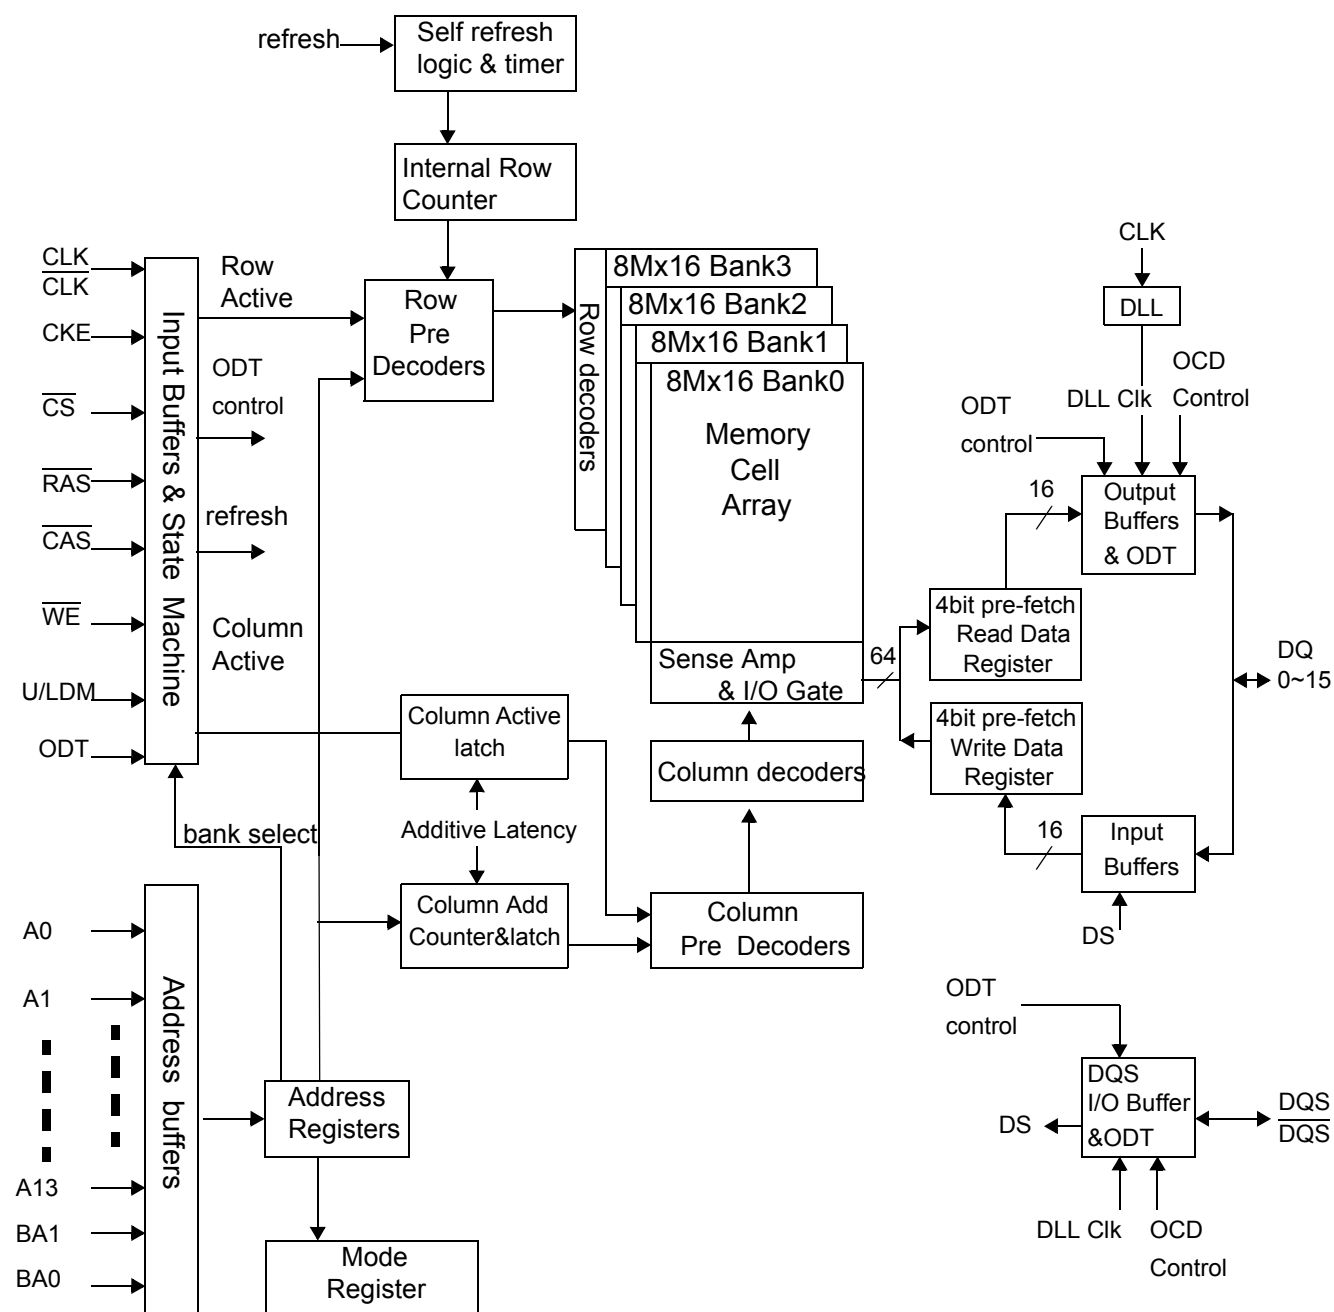 refresh
Self refresh
logic & timer
Internal Row
Counter
CLK
CLK
CKE
CS
RAS
CAS
WE
U/LDM
ODT
Input Buffers & State Machine
Row
Active
ODT
control
refresh
Column
Active
bank select
Row
Pre
Decoders
Row decoders
8Mx16 Bank3
8Mx16 Bank2
8Mx16 Bank1
8Mx16 Bank0
Memory
Cell
Array
Sense Amp
& I/O Gate
Column decoders
Column Active
latch
Additive Latency
Column Add
Counter&latch
Column
Pre Decoders
64
4bit pre-fetch
Read Data
Register
4bit pre-fetch
Write Data
Register
16
16
CLK
DLL
DLL Clk
OCD
Control
ODT
control
Output
Buffers
& ODT
DQ
0~15
Input
Buffers
DS
A0
A1
A13
BA1
BA0
Address buffers
Address
Registers
Mode
Register
ODT
control
DQS
I/O Buffer
&ODT
DS
DQS
DQS
DLL Clk
OCD
Control